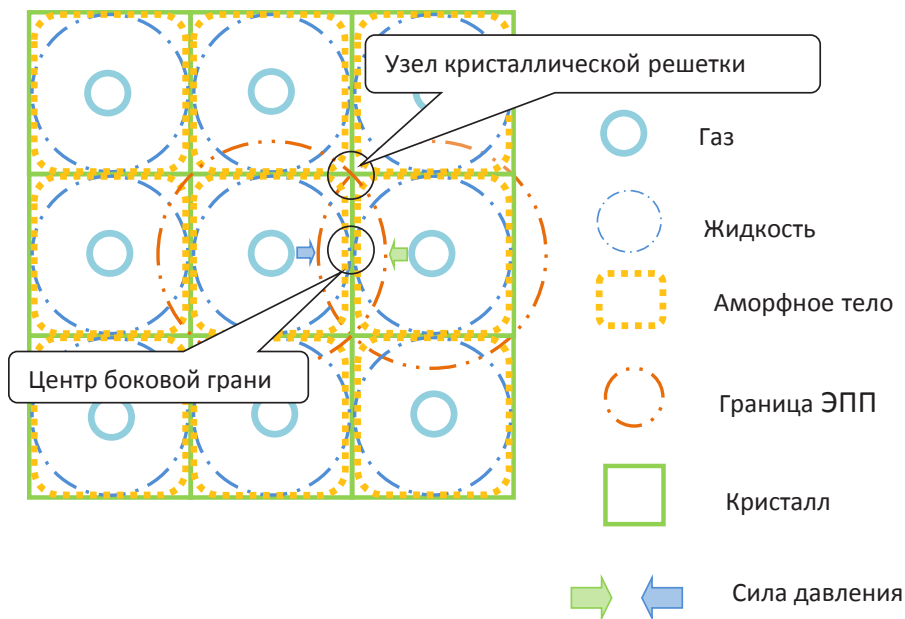 Узел кристаллической решетки
Газ
Жидкость
Аморфное тело
Центр боковой грани
Граница ЭПП
Кристалл
Сила давления